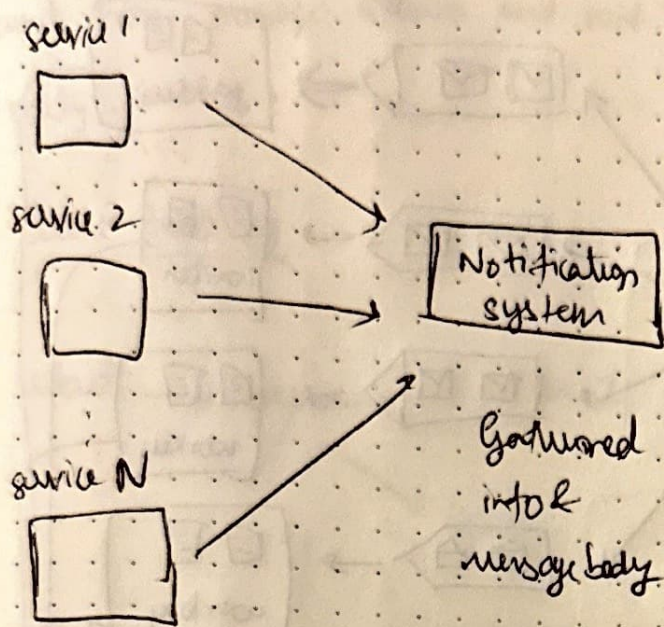 service 1
service 2
service N
Notification
system
Gathered
info &
message body